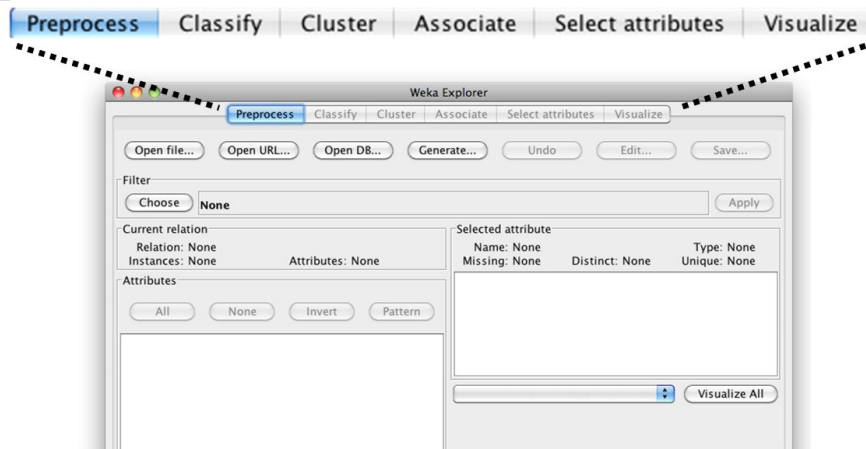 Preprocess Classify Cluster Associate Select attributes Visualize
Weka Explorer
Preprocess Classify Cluster Associate Select attributes Visualize
Open file... Open URL... Open DB... Generate... Undo Edit... Save...
Filter
Choose None Apply
Current relation
Relation: None
Instances: None Attributes: None
Selected attribute
Name: None Type: None
Missing: None Distinct: None Unique: None
Attributes
All None Invert Pattern
Visualize All